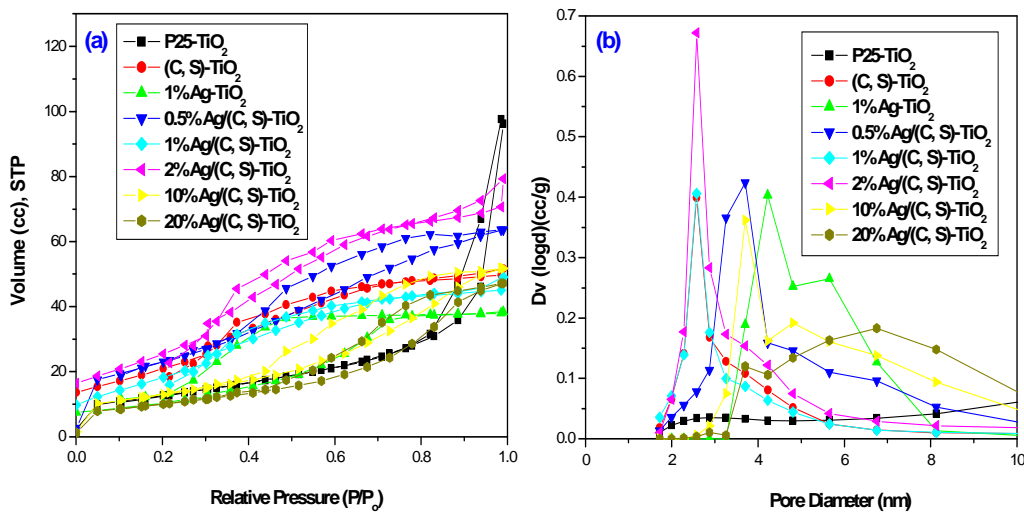 (a)
P25-TiO₂
(C, S)-TiO₂
1%Ag-TiO₂
0.5%Ag/(C, S)-TiO₂
1%Ag/(C, S)-TiO₂
2%Ag/(C, S)-TiO₂
10%Ag/(C, S)-TiO₂
20%Ag/(C, S)-TiO₂
Volume (cc), STP
120
100
80
60
40
20
0
0.0 0.2 0.4 0.6 0.8 1.0
Relative Pressure (P/Pₒ)
(b)
P25-TiO₂
(C, S)-TiO₂
1%Ag-TiO₂
0.5%Ag/(C, S)-TiO₂
1%Ag/(C, S)-TiO₂
2%Ag/(C, S)-TiO₂
10%Ag/(C, S)-TiO₂
20%Ag/(C, S)-TiO₂
Dv (logd)(cc/g)
0.7
0.6
0.5
0.4
0.3
0.2
0.1
0.0
0 2 4 6 8 10
Pore Diameter (nm)